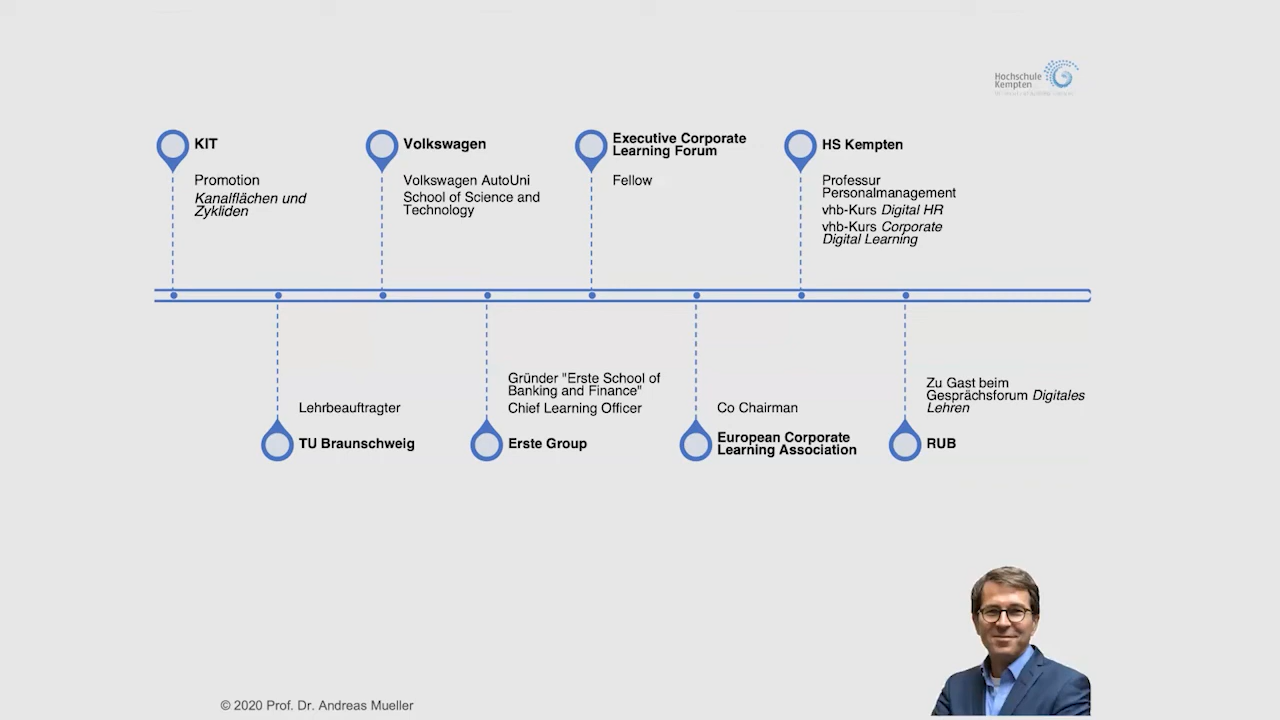 Hochschule
Kempten
KIT
Promotion
Kanalflächen und
Zykliden
Volkswagen
Volkswagen AutoUni
School of Science and
Technology
Executive Corporate
Learning Forum
Fellow
HS Kempten
Professur
Personalmanagement
vhb-Kurs Digital HR
vhb-Kurs Corporate
Digital Learning
Lehrbeauftragter
TU Braunschweig
Gründer "Erste School of
Banking and Finance"
Chief Learning Officer
Erste Group
Co Chairman
European Corporate
Learning Association
Zu Gast beim
Gesprächsforum Digitales
Lehren
RUB
© 2020 Prof. Dr. Andreas Mueller